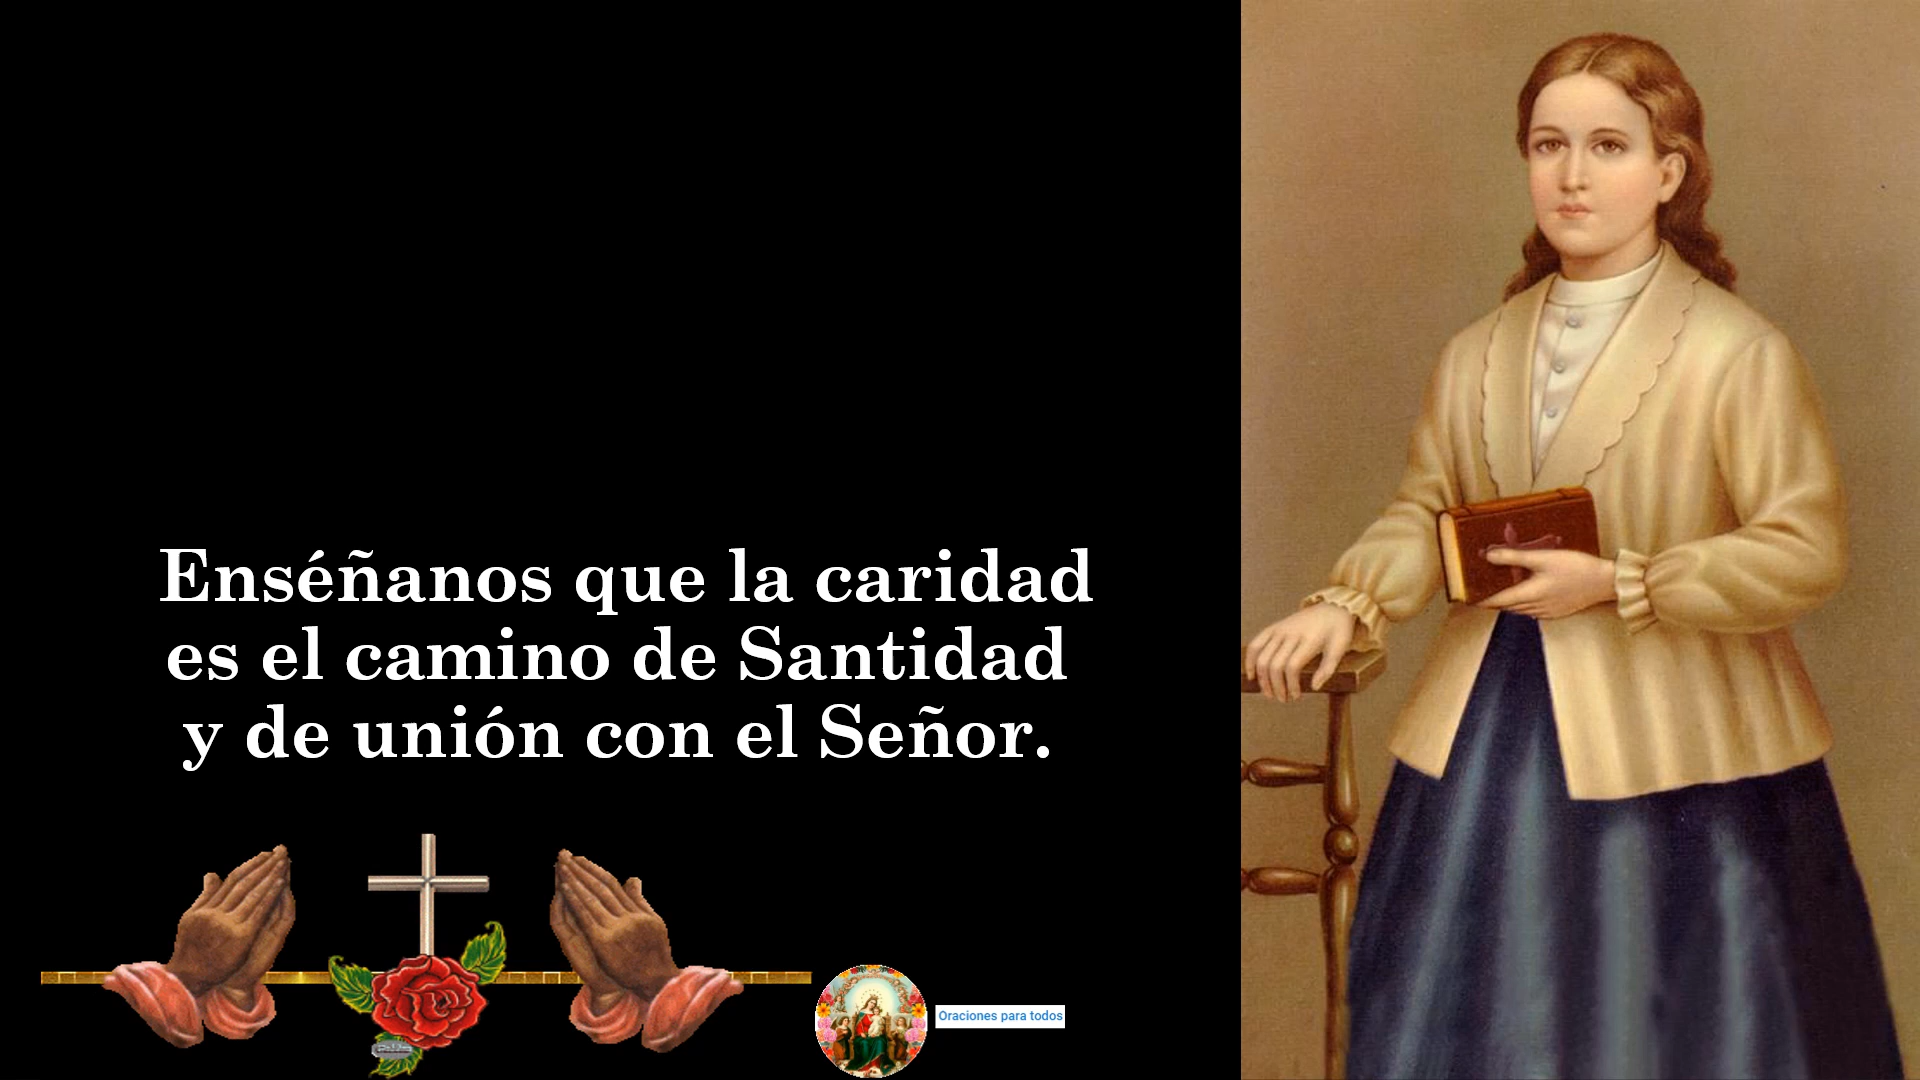 Enséñanos que la caridad
es el camino de Santidad
y de unión con el Señor.
Oraciones para todos